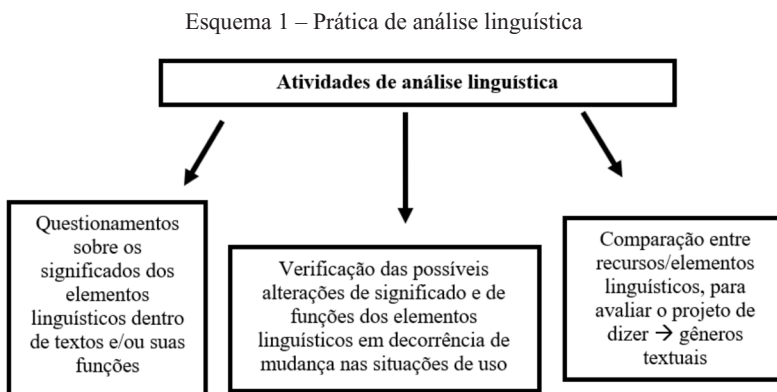 Esquema 1 – Prática de análise linguística
Atividades de análise linguística
Questionamentos
sobre os
significados dos
elementos
linguísticos dentro
de textos e/ou suas
funções
Verificação das possíveis
alterações de significado e de
funções dos elementos
linguísticos em decorrência de
mudança nas situações de uso
Comparação entre
recursos/elementos
linguísticos, para
avaliar o projeto de
dizer → gêneros
textuais